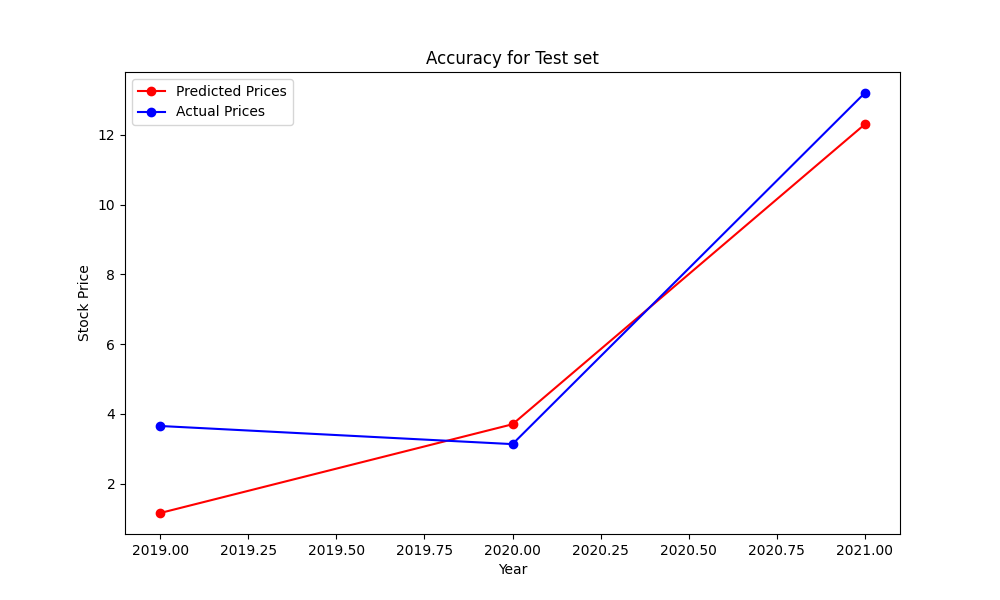 Accuracy for Test set
Predicted Prices
Actual Prices
12
10
8
6
4
2
Stock Price
2019.00 2019.25 2019.50 2019.75 2020.00 2020.25 2020.50 2020.75 2021.00
Year